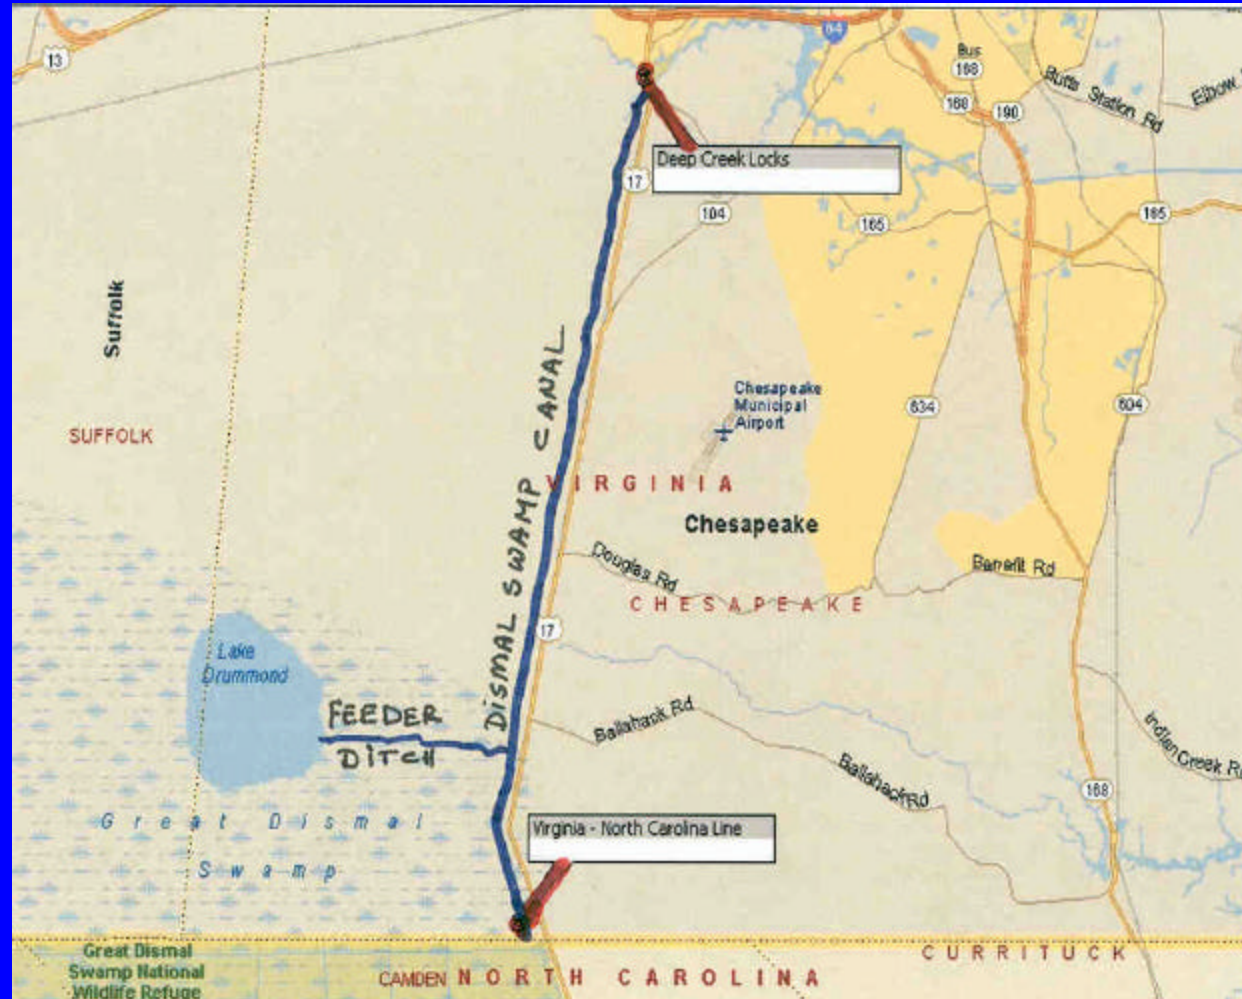 64
13
Bus
168
168
190
Butts Station Rd
Elbow
Deep Creek Locks
17
104
165
165
Suffolk
DISMAL SWAMP CANAL
Chesapeake
Municipal
Airport
634
604
SUFFOLK
VIRGINIA
Chesapeake
Douglas Rd
Benefit Rd
CHESAPEAKE
17
Lake
Drummond
FEEDER
DITCH
Ballahack Rd
Indian Creek Rd
Ballahack Rd
168
Great Dismal
Swamp
Virginia - North Carolina Line
Great Dismal
Swamp National
Wildlife Refuge
CURRITUCK
CAMDEN
NORTH CAROLINA